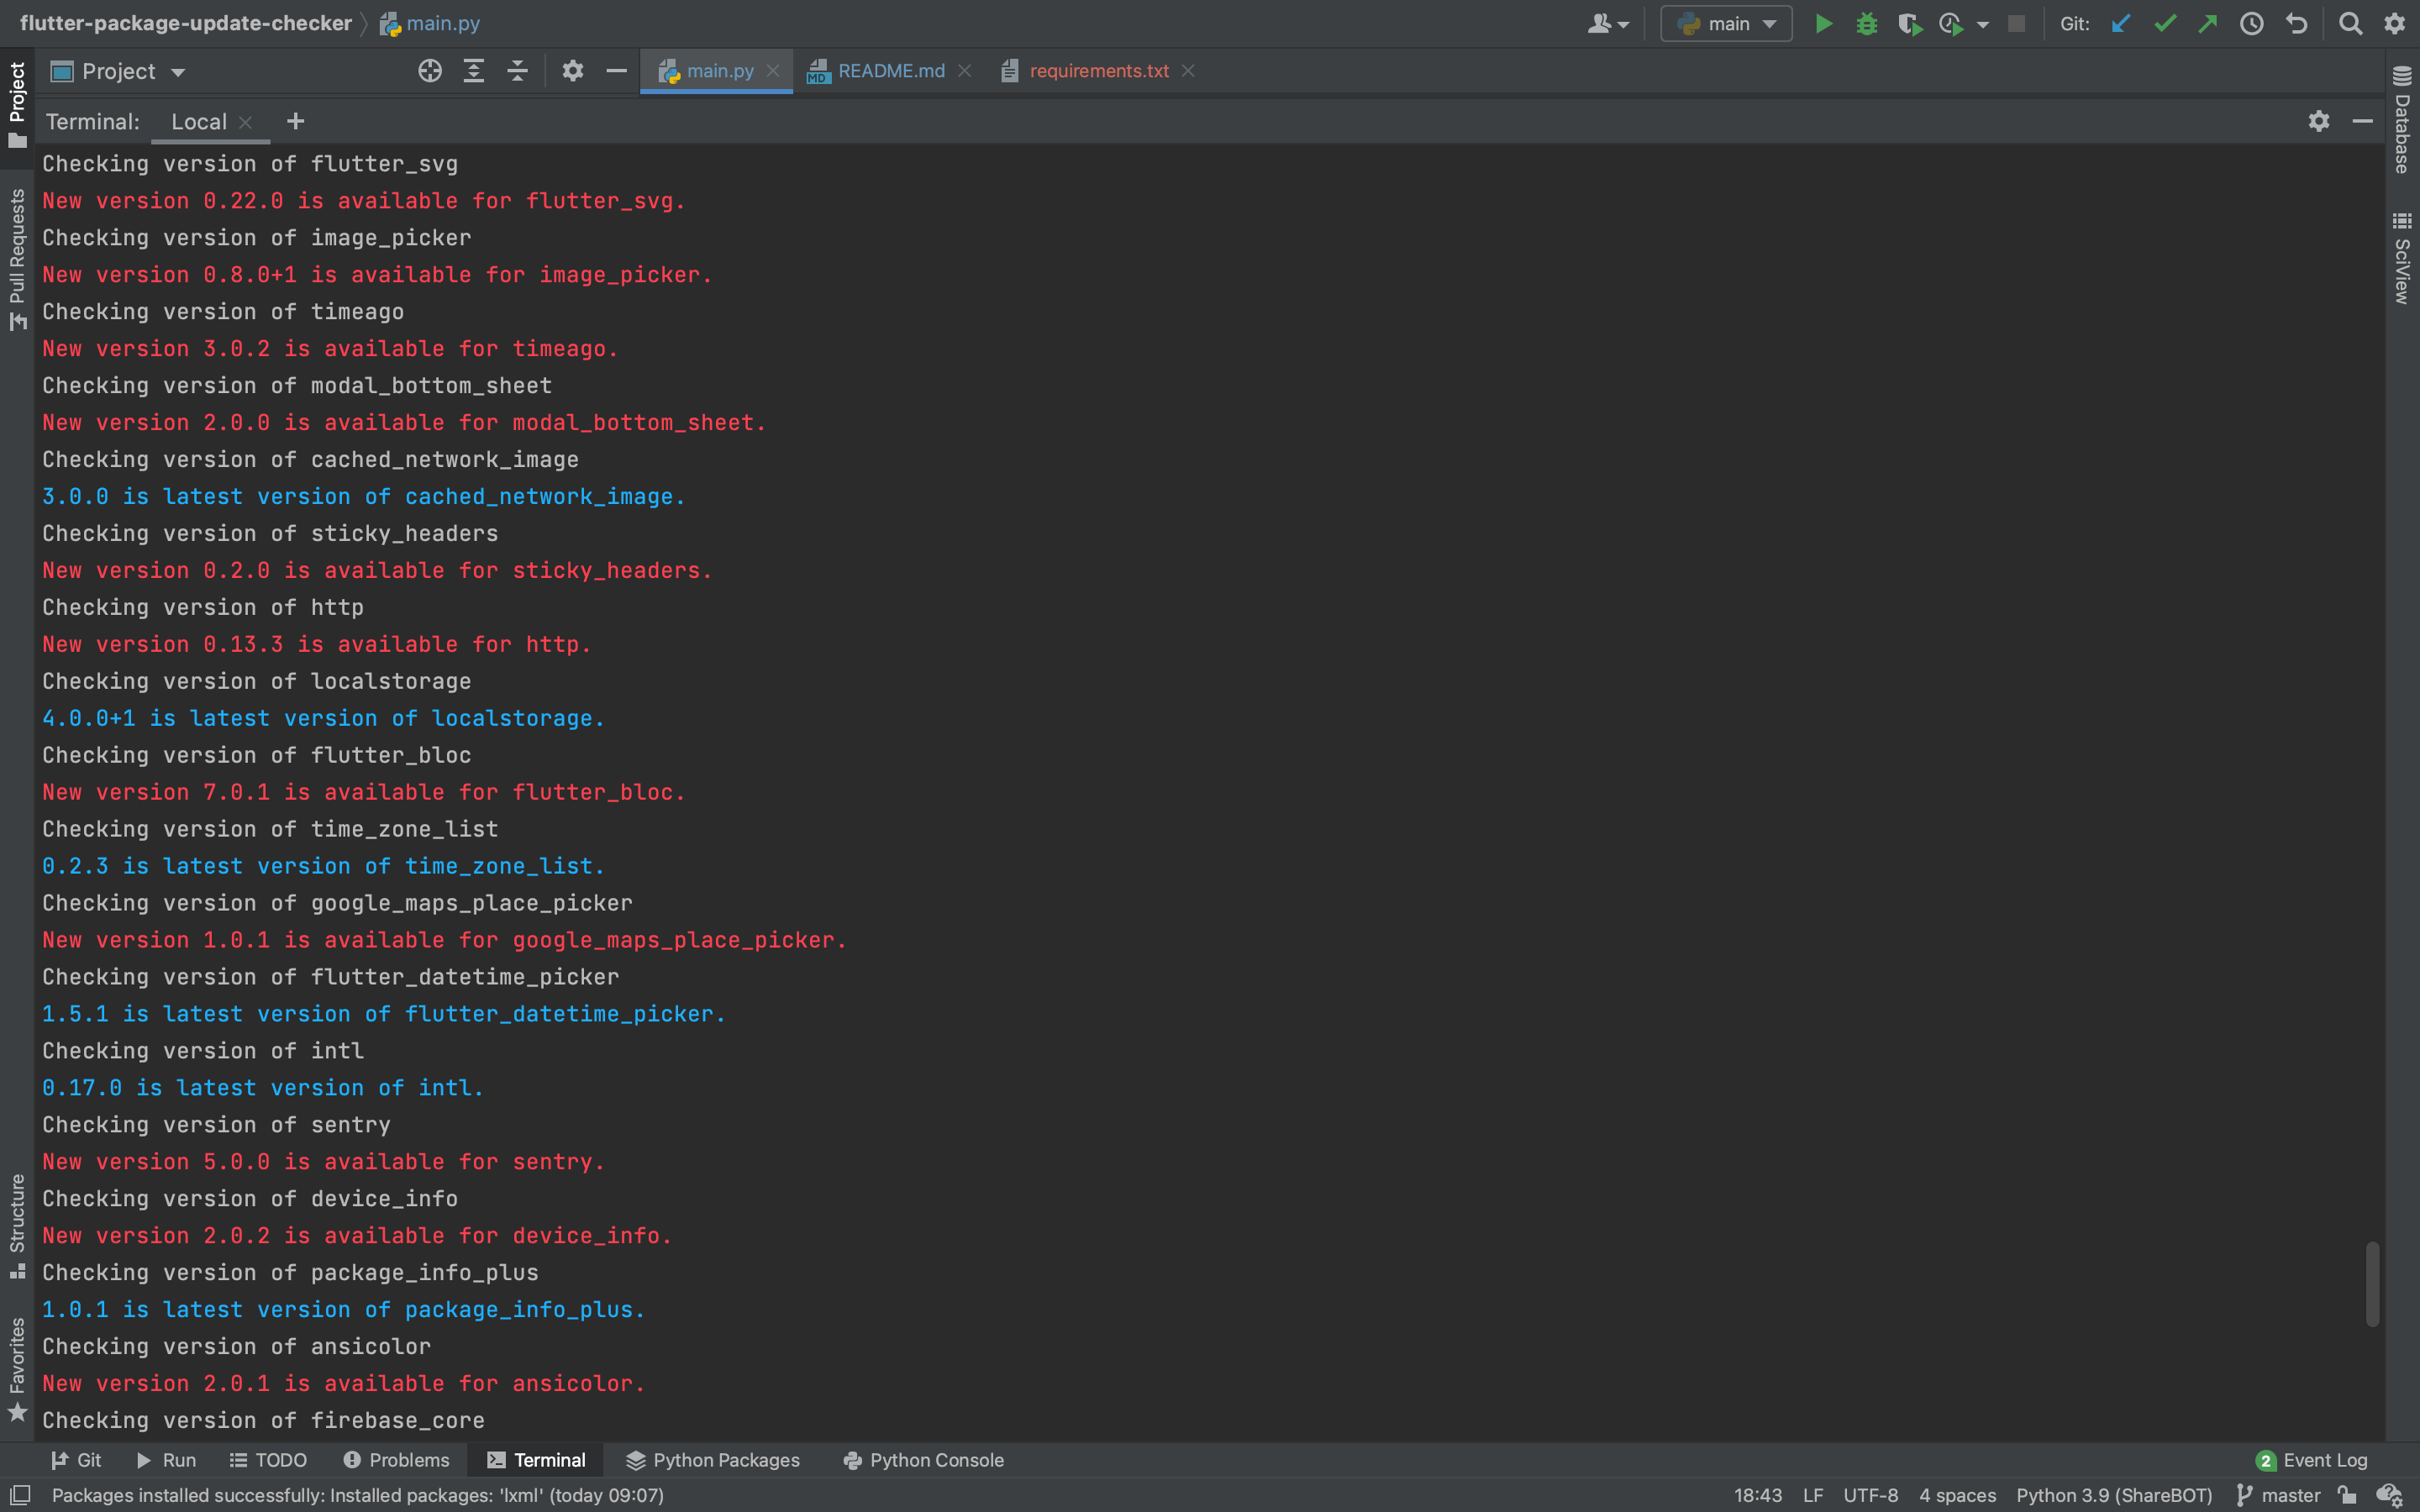 flutter-package-update-checker main.py
main Git:
Project
main.py README.md requirements.txt
Terminal: Local
Checking version of flutter_svg
New version 0.22.0 is available for flutter_svg.
Checking version of image_picker
New version 0.8.0+1 is available for image_picker.
Checking version of timeago
New version 3.0.2 is available for timeago.
Checking version of modal_bottom_sheet
New version 2.0.0 is available for modal_bottom_sheet.
Checking version of cached_network_image
3.0.0 is latest version of cached_network_image.
Checking version of sticky_headers
New version 0.2.0 is available for sticky_headers.
Checking version of http
New version 0.13.3 is available for http.
Checking version of localstorage
4.0.0+1 is latest version of localstorage.
Checking version of flutter_bloc
New version 7.0.1 is available for flutter_bloc.
Checking version of time_zone_list
0.2.3 is latest version of time_zone_list.
Checking version of google_maps_place_picker
New version 1.0.1 is available for google_maps_place_picker.
Checking version of flutter_datetime_picker
1.5.1 is latest version of flutter_datetime_picker.
Checking version of intl
0.17.0 is latest version of intl.
Checking version of sentry
New version 5.0.0 is available for sentry.
Checking version of device_info
New version 2.0.2 is available for device_info.
Checking version of package_info_plus
1.0.1 is latest version of package_info_plus.
Checking version of ansicolor
New version 2.0.1 is available for ansicolor.
Checking version of firebase_core
Project
Pull Requests
Structure
Favorites
Database
SciView
Git Run TODO Problems Terminal Python Packages Python Console 2 Event Log
Packages installed successfully: Installed packages: 'lxml' (today 09:07) 18:43 LF UTF-8 4 spaces Python 3.9 (ShareBOT) master